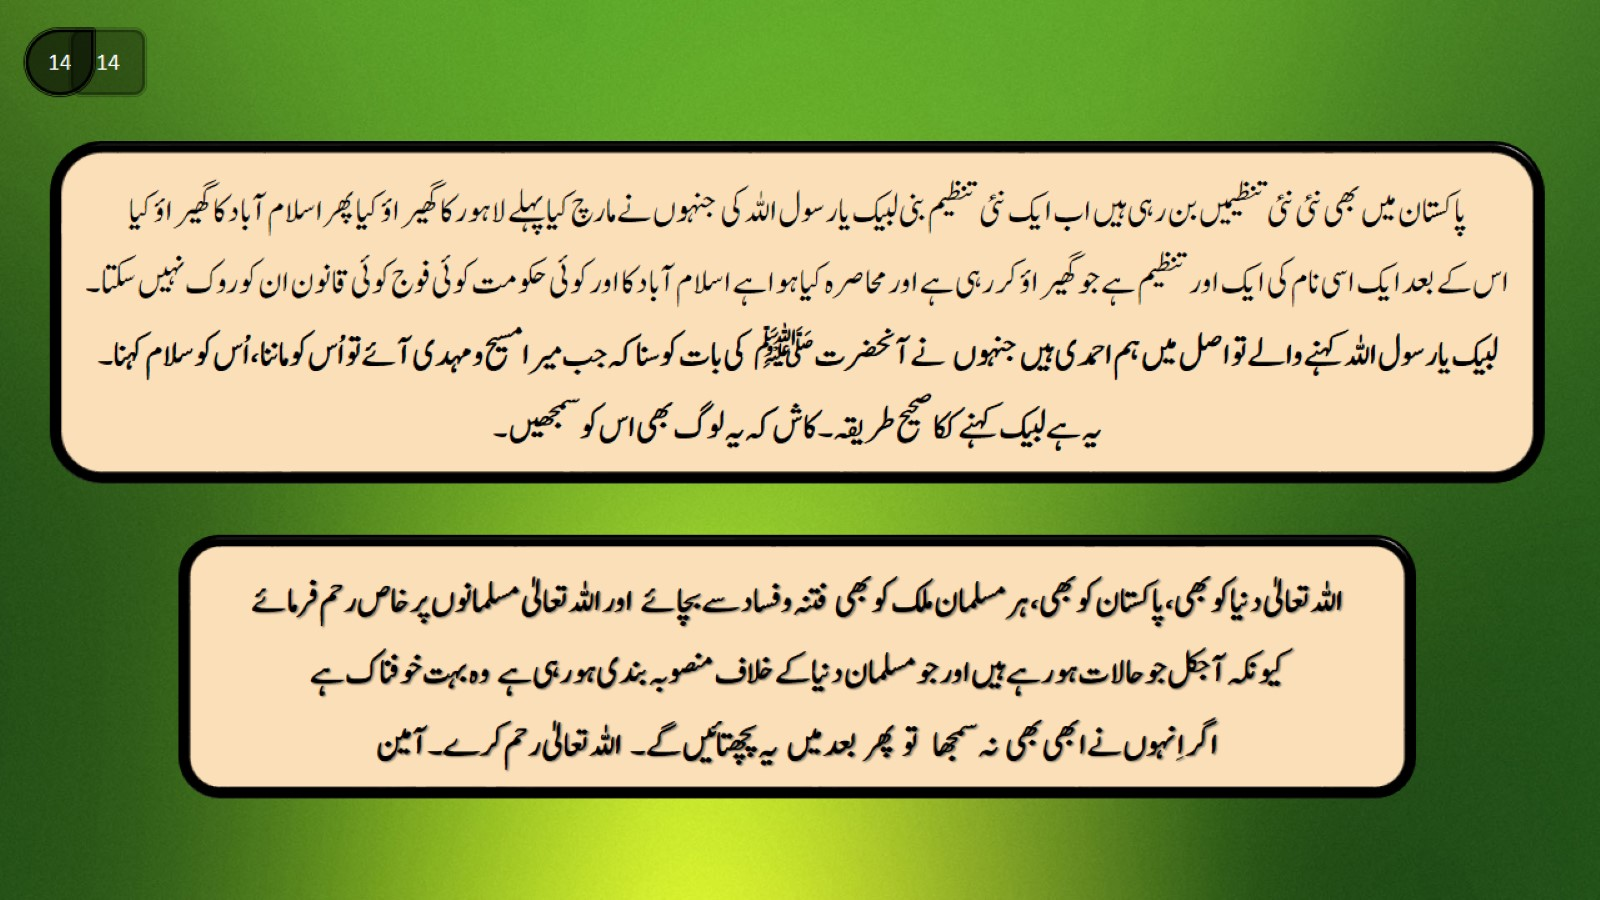 14 14
پاکستان میں بھی نئی نئی تنظیمیں بن رہی ہیں اب ایک نئی تنظیم بنی لبیک یارسول اللہ کی جنہوں نے مارچ کیا پہلے لاہور کا گھیراؤ کیا پھر اسلام آباد کا گھیراؤ کیا
اس کے بعد ایک اسی نام کی ایک اور تنظیم ہے جو گھیراؤ کر رہی ہے اور محاصرہ کیا ہوا ہے اسلام آباد کا اور کوئی حکومت کوئی فوج کوئی قانون ان کو روک نہیں سکتا۔
لبیک یارسول اللہ کہنے والے تو اصل میں ہم احمدی ہیں جنہوں نے آنحضرت ﷺ کی بات کو سنا کہ جب میرا مسیح و مہدی آئے تو اُس کو ماننا، اُس کو سلام کہنا۔
یہ ہے لبیک کہنے ککا صحیح طریقہ۔ کاش کہ یہ لوگ بھی اس کو سمجھیں۔
اللہ تعالیٰ دنیا کو بھی، پاکستان کو بھی، ہر مسلمان ملک کو بھی فتنہ و فساد سے بچائے اور اللہ تعالیٰ مسلمانوں پر خاص رحم فرمائے
کیونکہ آجکل جو حالات ہو رہے ہیں اور جو مسلمان دنیا کے خلاف منصوبہ بندی ہو رہی ہے وہ بہت خوفناک ہے
اگر اِنہوں نے ابھی بھی نہ سمجھا تو پھر بعد میں یہ پچھتائیں گے۔ اللہ تعالیٰ رحم کرے۔ آمین